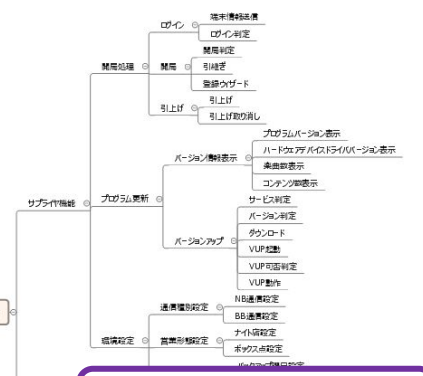 端末情報送信
ログイン
ログイン判定
開局判定
開局処理
開局
引継ぎ
登録ウィザード
引上げ
引上げ
引上げ取り消し
プログラムバージョン表示
ハードウェアデバイスドライババージョン表示
バージョン情報表示
楽曲数表示
コンテンツ数表示
サプライヤ機能
プログラム更新
サービス判定
バージョン判定
ダウンロード
バージョンアップ
VUP起動
VUP可否判定
VUP動作
NB通信設定
通信種別設定
BB通信設定
ナイト店設定
環境設定
営業形態設定
ボックス点設定